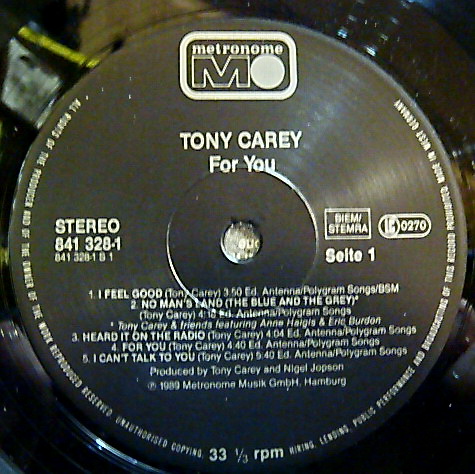 metronome
TONY CAREY
For You
STEREO
841 328-1
841 328-1 S 1
BIEM/
STEMRA
LC 0270
Seite 1
1. I FEEL GOOD (Tony Carey) 3:50 Ed. Antenna/Polygram Songs/BSM
2. NO MAN'S LAND (THE BLUE AND THE GREY)*
(Tony Carey) 4:18 Ed. Antenna/Polygram Songs
* Tony Carey & friends featuring Anne Haigis & Eric Burdon
3. HEARD IT ON THE RADIO (Tony Carey) 4:04 Ed. Antenna/Polygram Songs
4. FOR YOU (Tony Carey) 4:40 Ed. Antenna/Polygram Songs
5. I CAN'T TALK TO YOU (Tony Carey) 5:40 Ed. Antenna/Polygram Songs
Produced by Tony Carey and Nigel Jopson
℗ 1989 Metronome Musik GmbH, Hamburg
33 1/3 rpm
ALL RIGHTS OF THE PRODUCER AND OF THE OWNER OF THE WORK REPRODUCED RESERVED. UNAUTHORISED COPYING, HIRING, LENDING, PUBLIC PERFORMANCE AND BROADCASTING OF THIS RECORD PROHIBITED. MADE IN WEST GERMANY